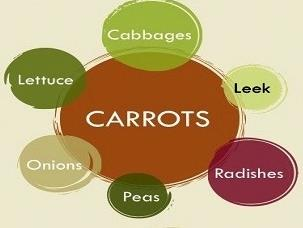 Cabbages
Lettuce
Leek
CARROTS
Onions
Radishes
Peas